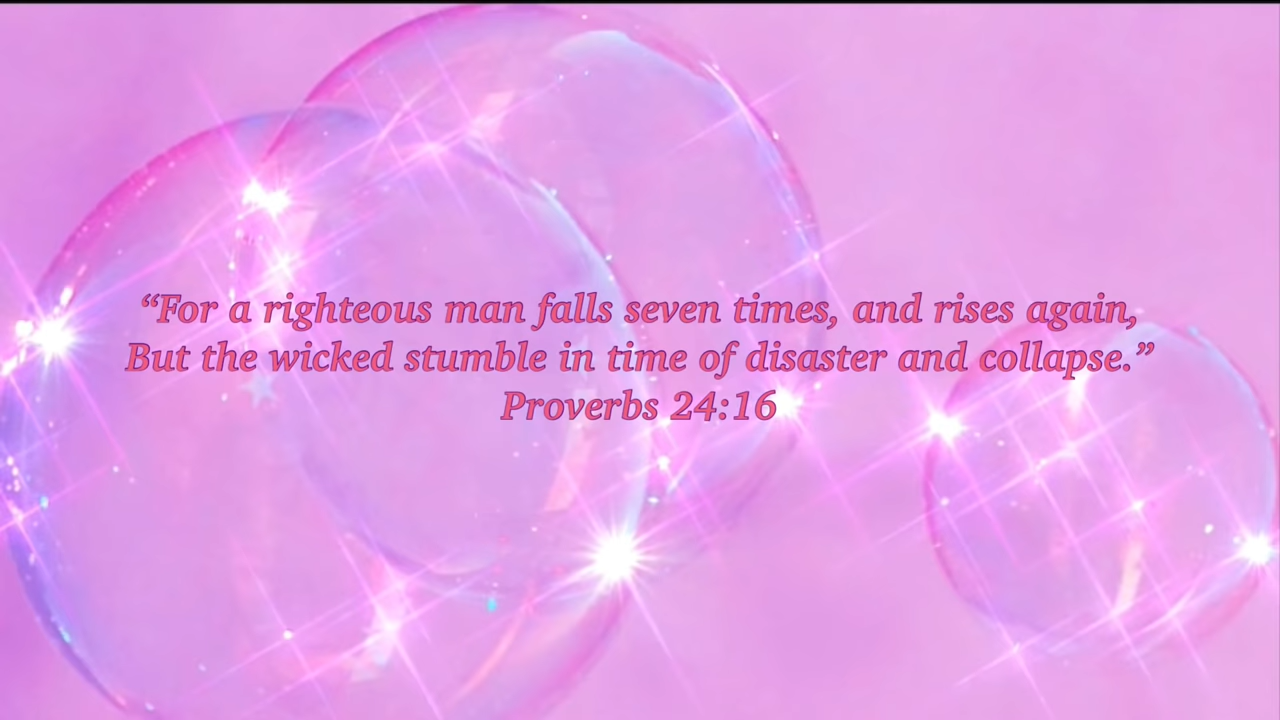 “For a righteous man falls seven times, and rises again,
But the wicked stumble in time of disaster and collapse.”
Proverbs 24:16